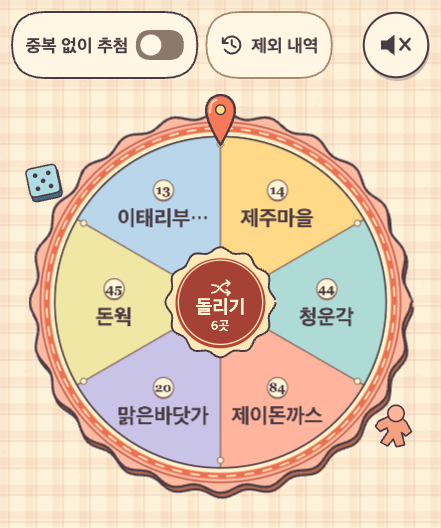 중복 없이 추첨
제외 내역
13
이태리부…
14
제주마을
45
돈웍
44
청운각
돌리기
6곳
20
맑은바닷가
84
제이돈까스